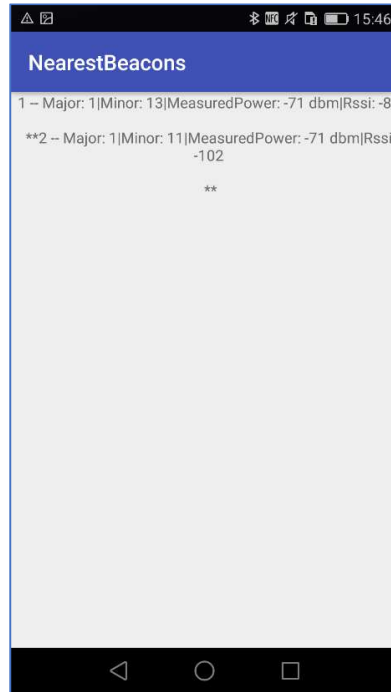 15:46
NearestBeacons
1 -- Major: 1|Minor: 13|MeasuredPower: -71 dbm|Rssi: -8
**2 -- Major: 1|Minor: 11|MeasuredPower: -71 dbm|Rssi
-102
**